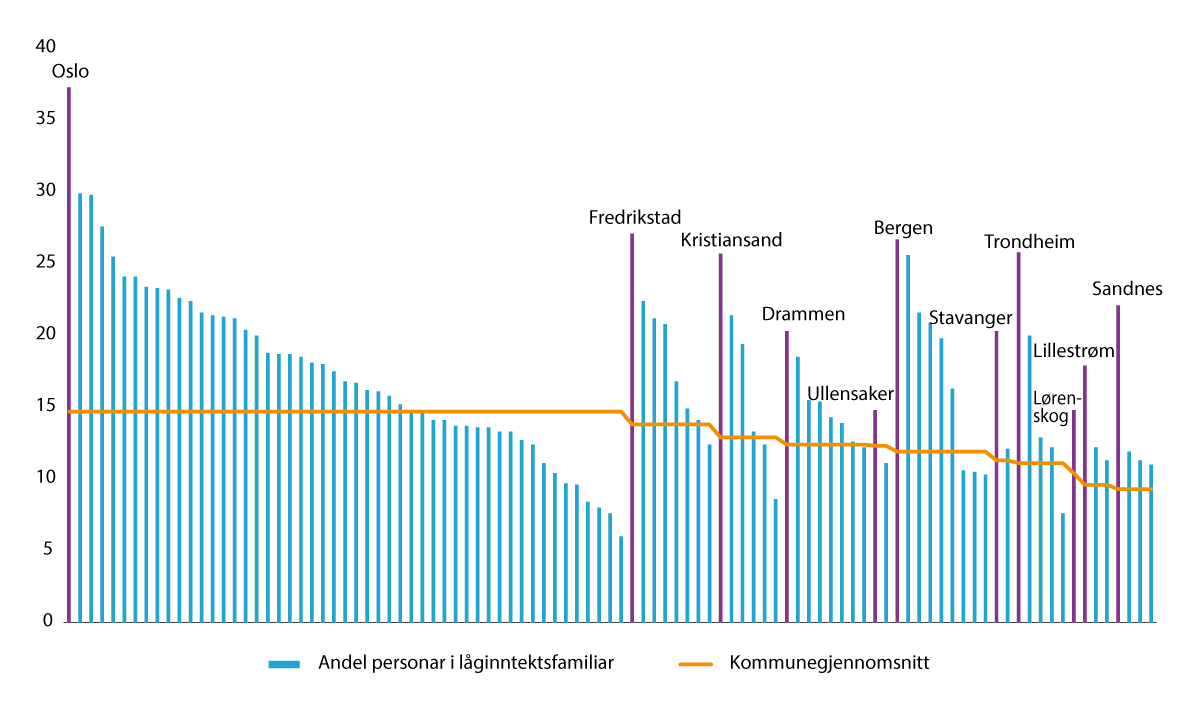 40
35
30
25
20
15
10
5
0
Oslo
Fredrikstad
Kristiansand
Drammen
Ullensaker
Bergen
Stavanger
Trondheim
Løren-
skog
Lillestrøm
Sandnes
Andel personar i låginntektsfamiliar
Kommunegjennomsnitt